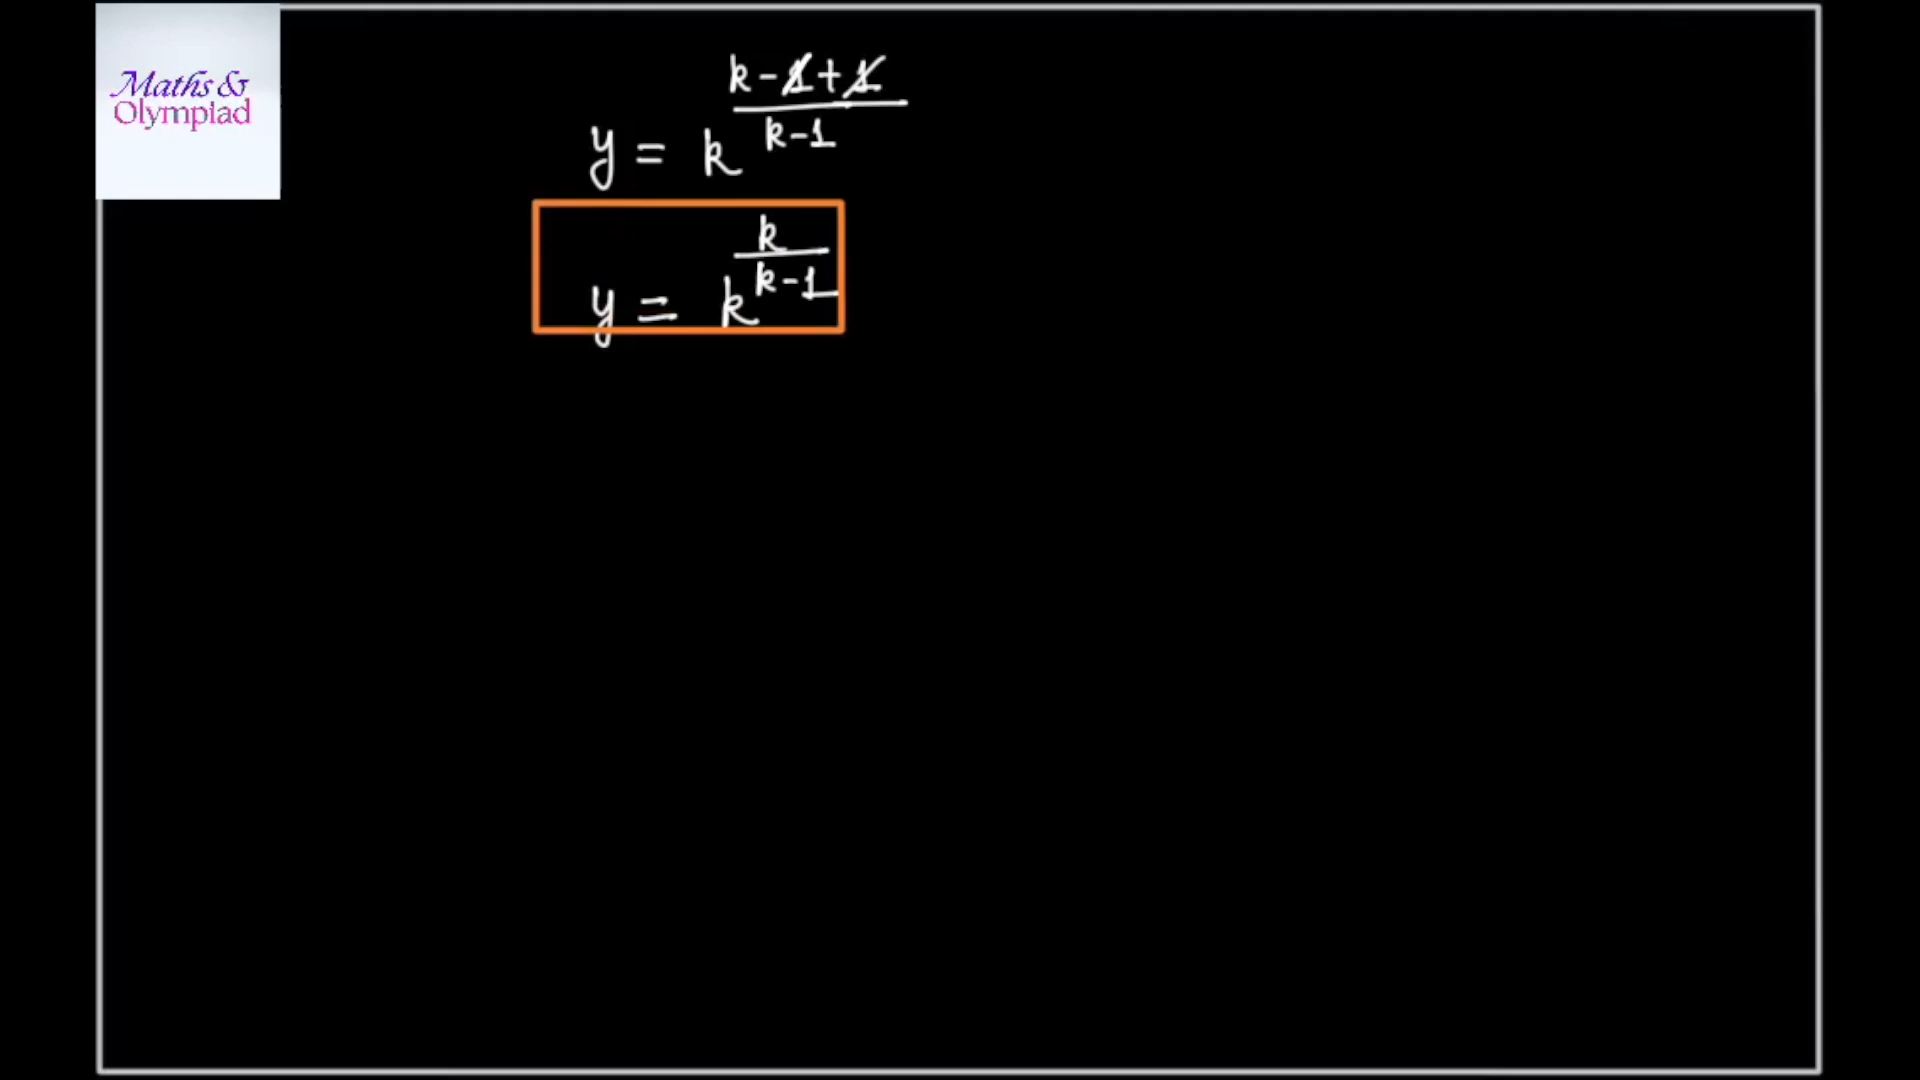 Maths &
Olympiad
y = k^((k-1+1)/(k-1))
y = k^(k/(k-1))